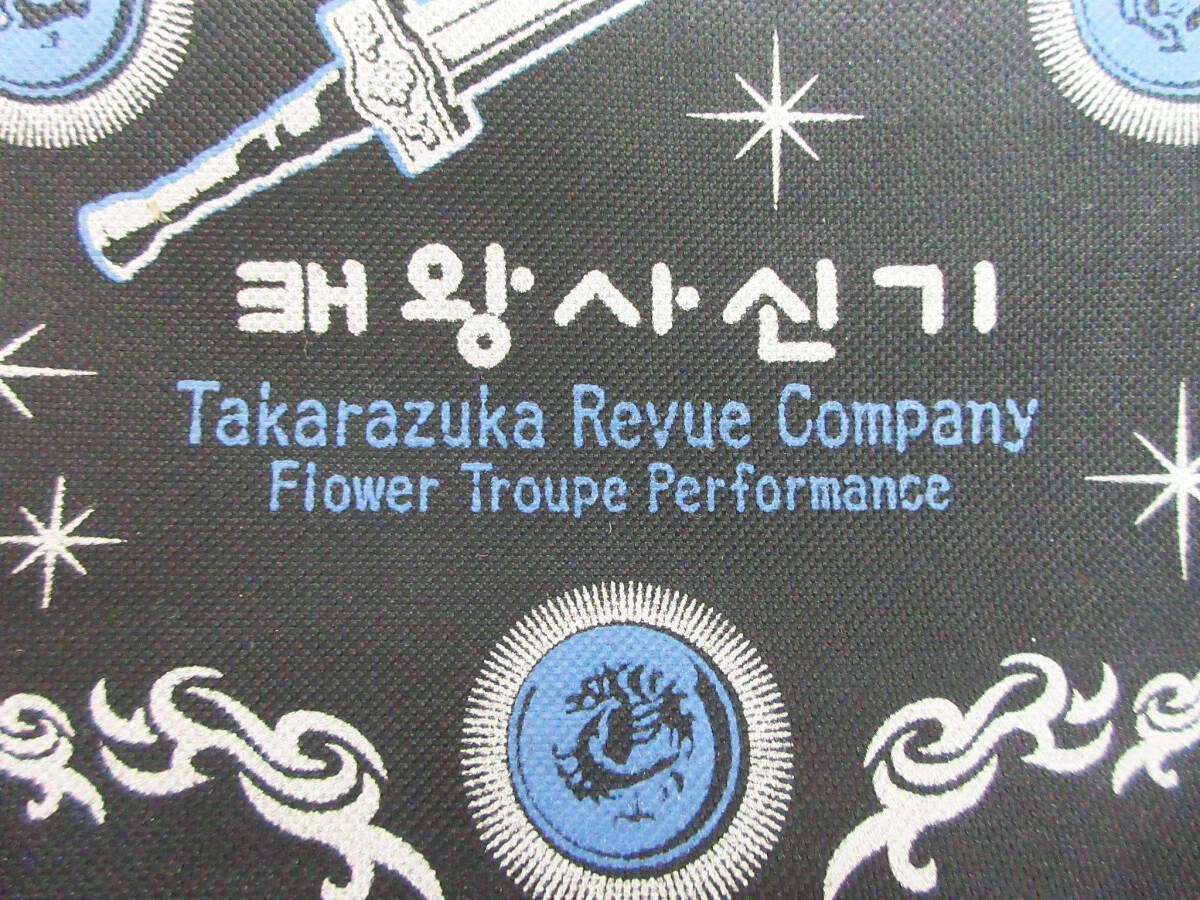 태왕사신기
Takarazuka Revue Company
Flower Troupe Performance